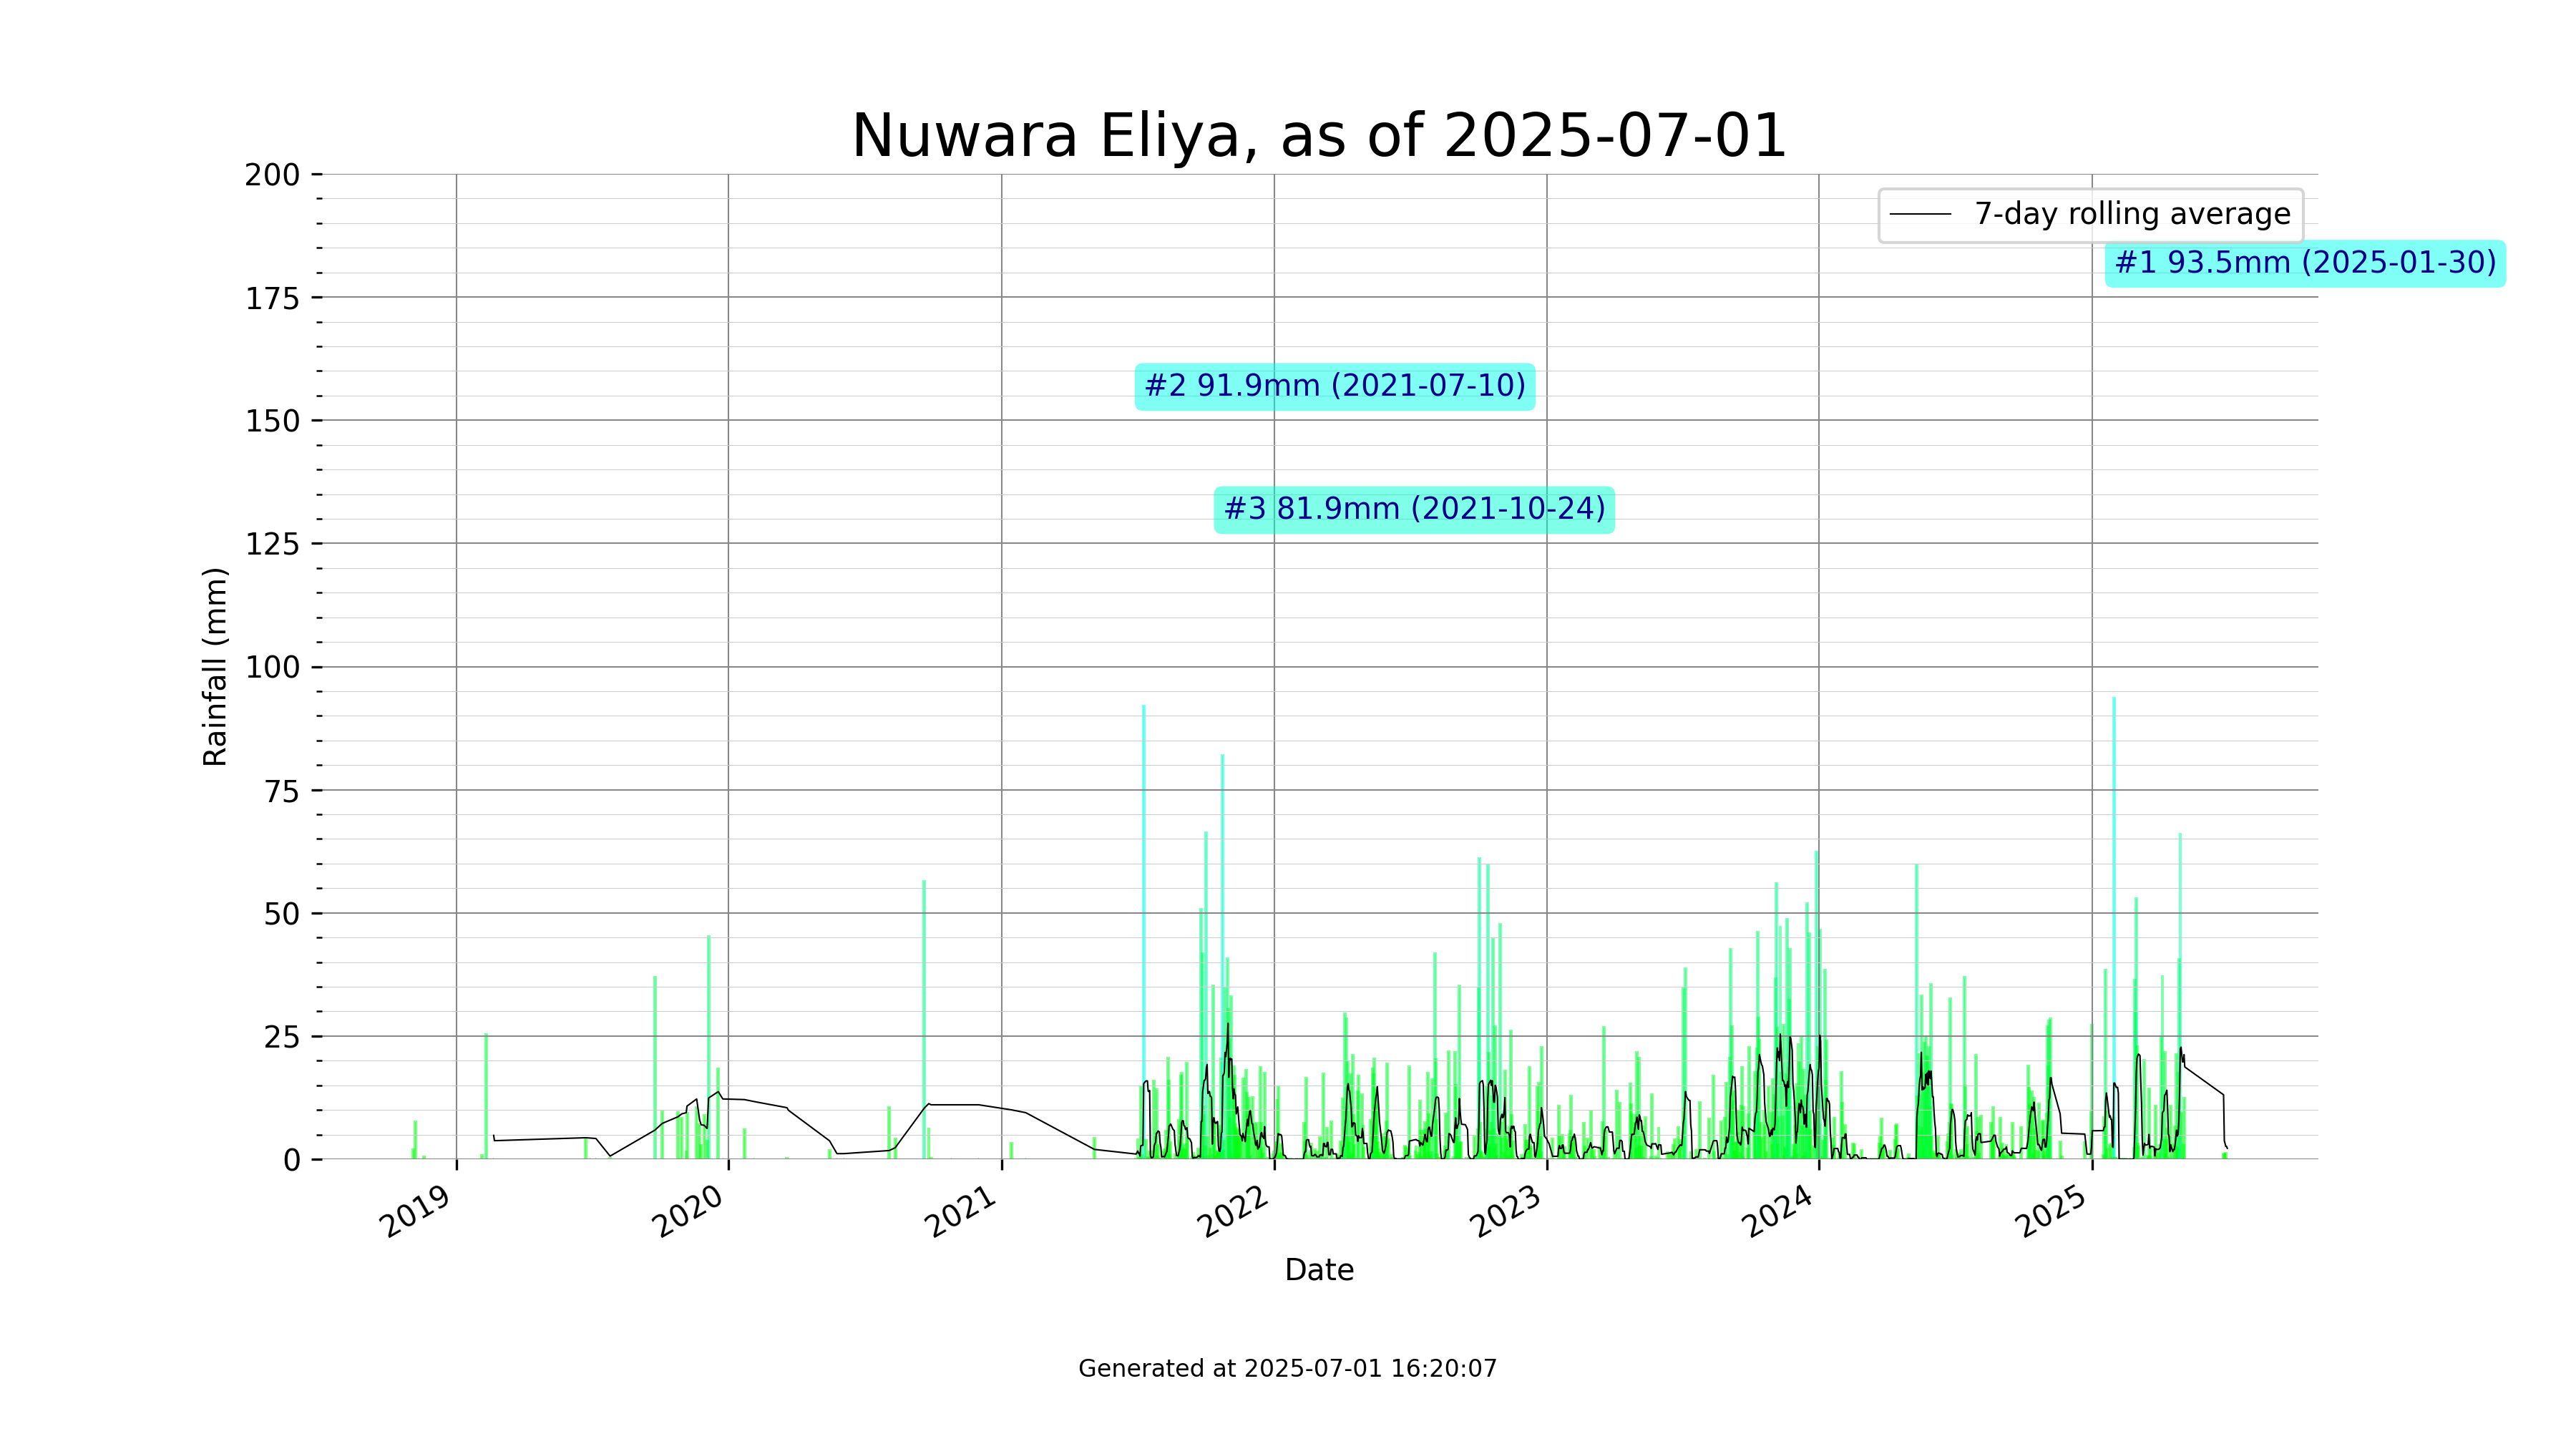 Nuwara Eliya, as of 2025-07-01
200
175
150
125
100
75
50
25
0
Rainfall (mm)
7-day rolling average
#1 93.5mm (2025-01-30)
#2 91.9mm (2021-07-10)
#3 81.9mm (2021-10-24)
2019
2020
2021
2022
2023
2024
2025
Date
Generated at 2025-07-01 16:20:07